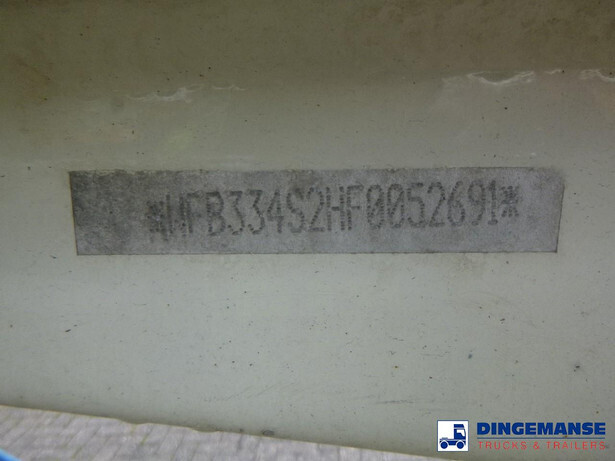 *WFB334S2HF0052691*
DINGEMANSE
TRUCKS & TRAILERS